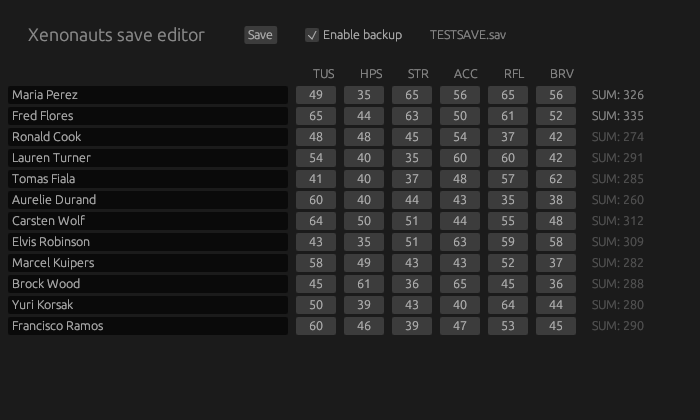 Xenonauts save editor Save Enable backup TESTSAVE.sav
TUS HPS STR ACC RFL BRV
Maria Perez 49 35 65 56 65 56 SUM: 326
Fred Flores 65 44 63 50 61 52 SUM: 335
Ronald Cook 48 48 45 54 37 42 SUM: 274
Lauren Turner 54 40 35 60 60 42 SUM: 291
Tomas Fiala 41 40 37 48 57 62 SUM: 285
Aurelie Durand 60 40 44 43 35 38 SUM: 260
Carsten Wolf 64 50 51 44 55 48 SUM: 312
Elvis Robinson 43 35 51 63 59 58 SUM: 309
Marcel Kuipers 58 49 43 43 52 37 SUM: 282
Brock Wood 45 61 36 65 45 36 SUM: 288
Yuri Korsak 50 39 43 40 64 44 SUM: 280
Francisco Ramos 60 46 39 47 53 45 SUM: 290